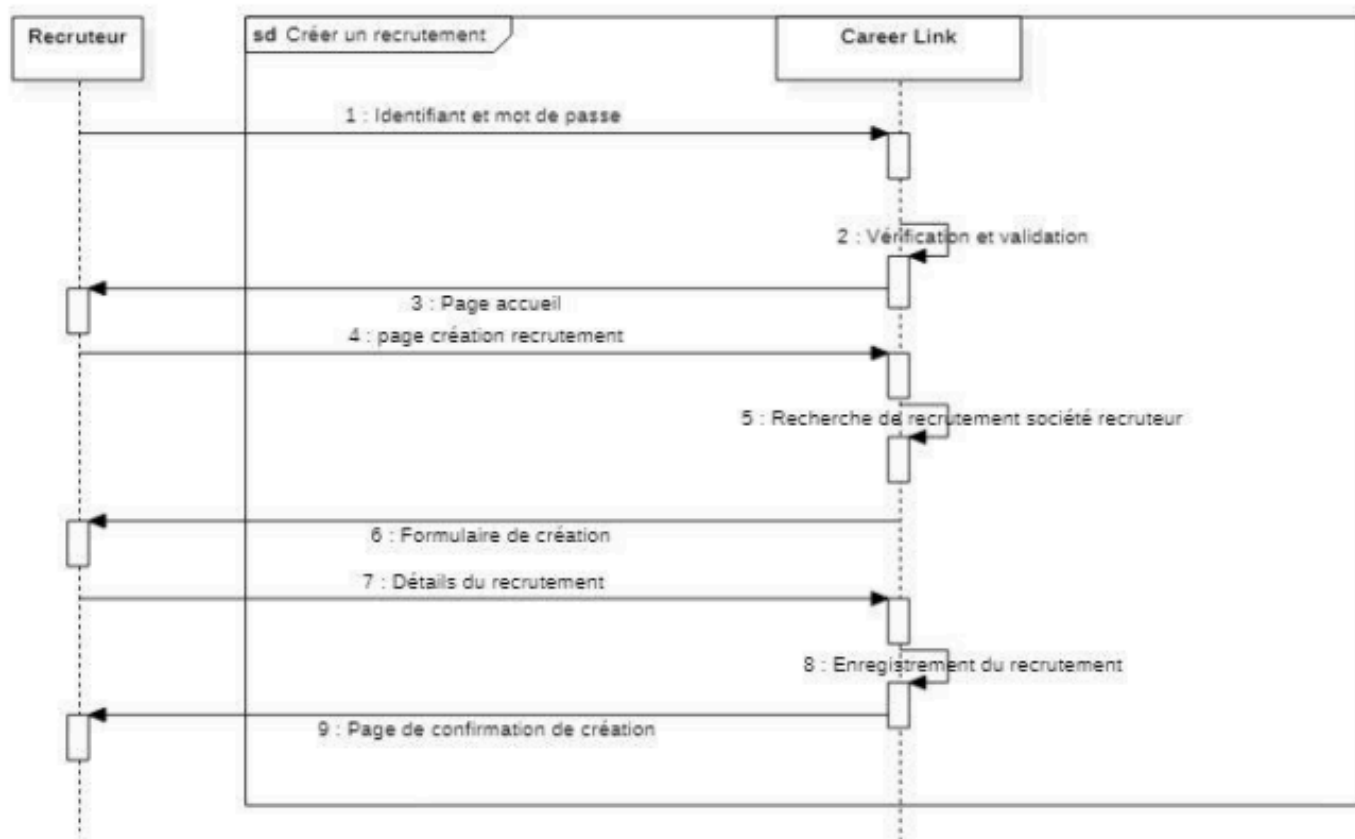 Recruteur
sd Créer un recrutement
Career Link
1 : Identifiant et mot de passe
2 : Vérification et validation
3 : Page accueil
4 : page création recrutement
5 : Recherche de recrutement société recruteur
6 : Formulaire de création
7 : Détails du recrutement
8 : Enregistrement du recrutement
9 : Page de confirmation de création